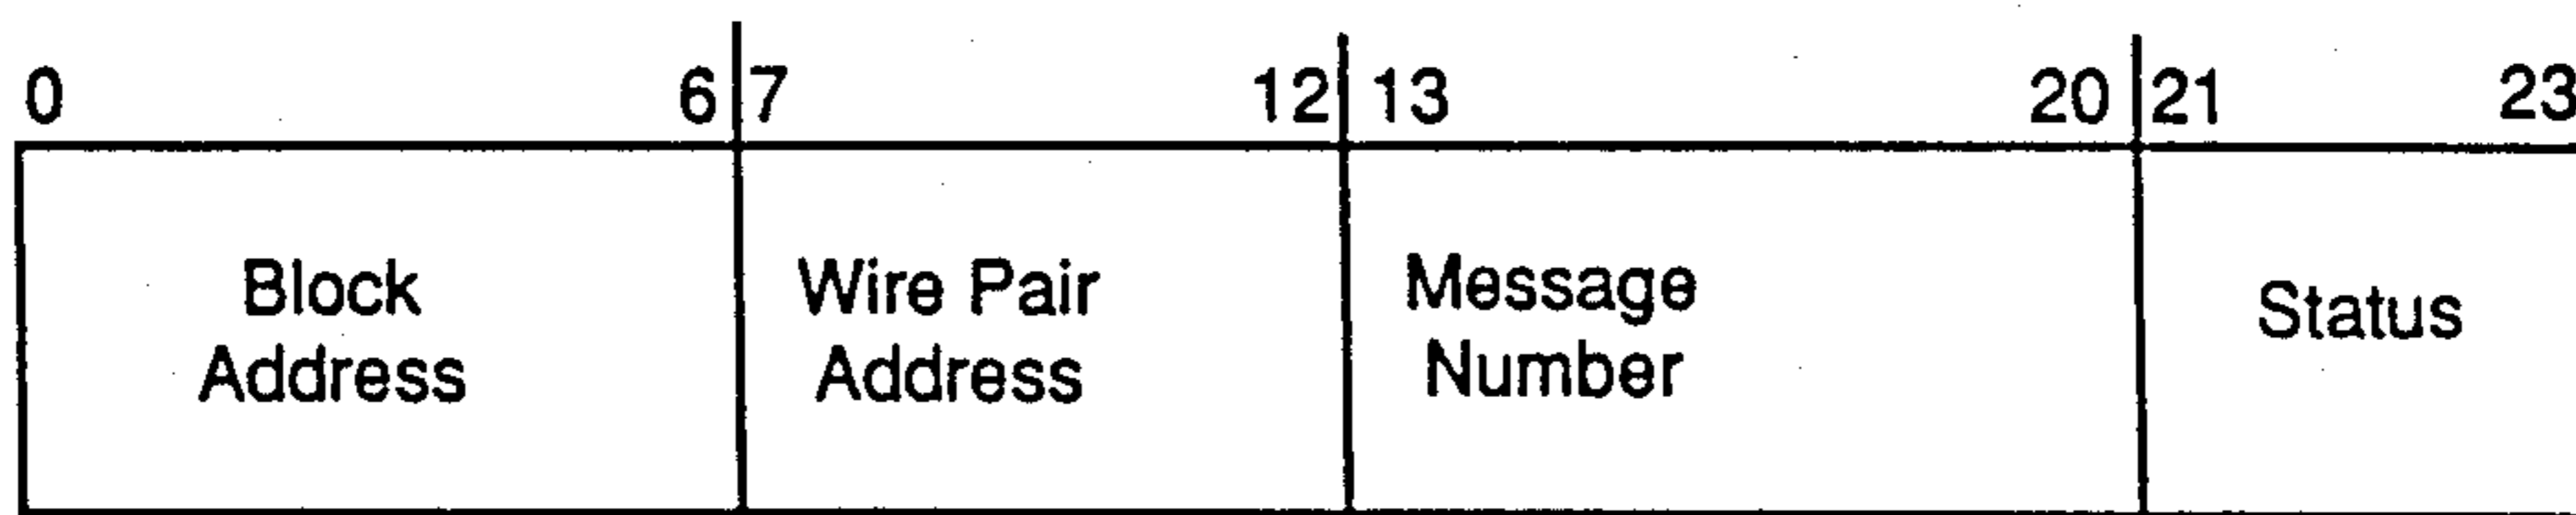 0 6 7 12 13 20 21 23
Block
Address
Wire Pair
Address
Message
Number
Status